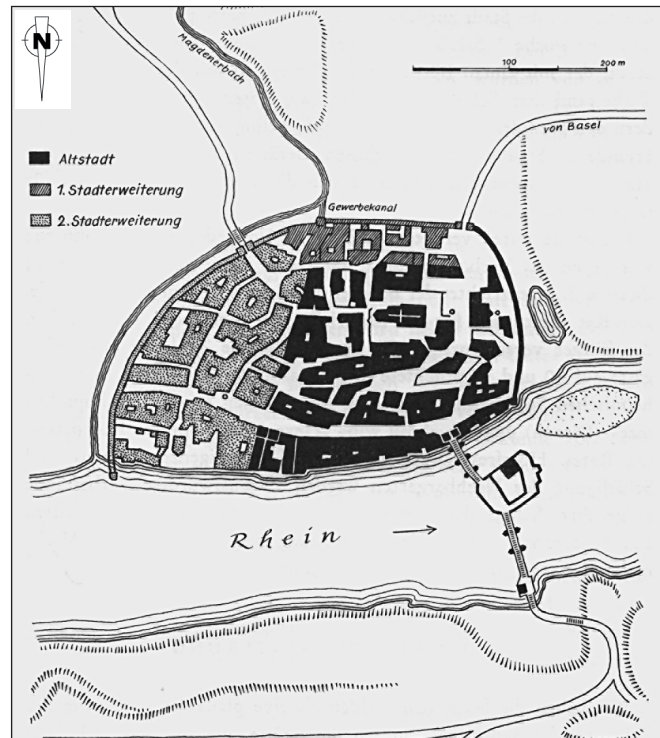 N
Magdenerbach
100
200 m
von Basel
Altstadt
1. Stadterweiterung
2. Stadterweiterung
Gewerbekanal
Rhein